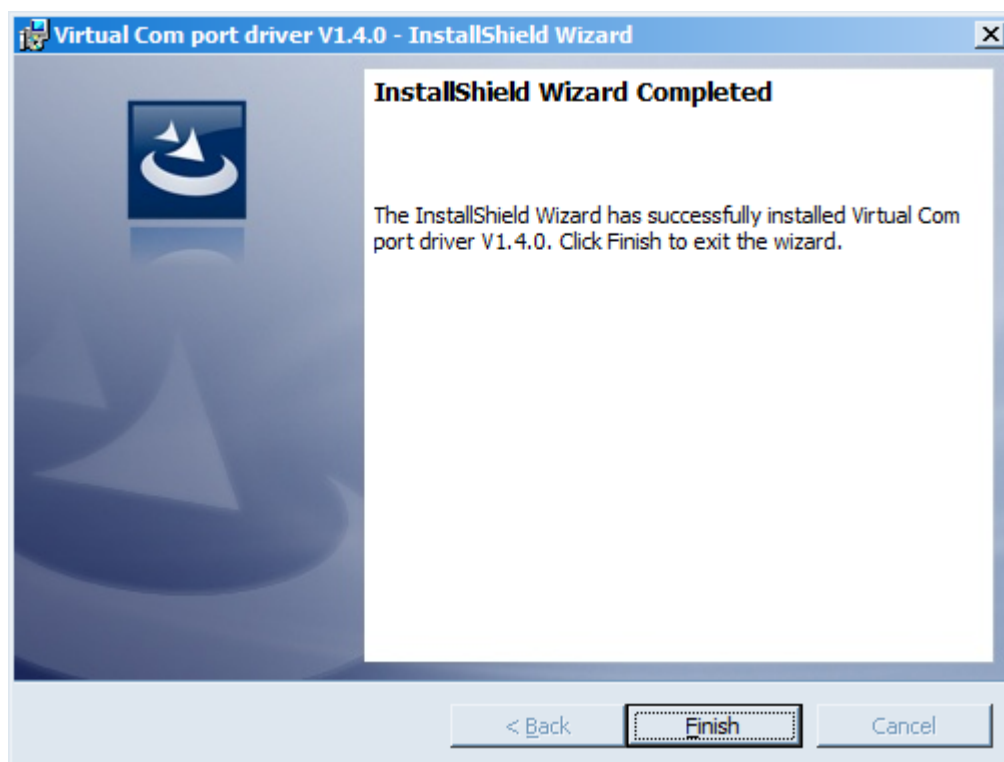 Virtual Com port driver V1.4.0 - InstallShield Wizard
InstallShield Wizard Completed
The InstallShield Wizard has successfully installed Virtual Com
port driver V1.4.0. Click Finish to exit the wizard.
< Back
Finish
Cancel